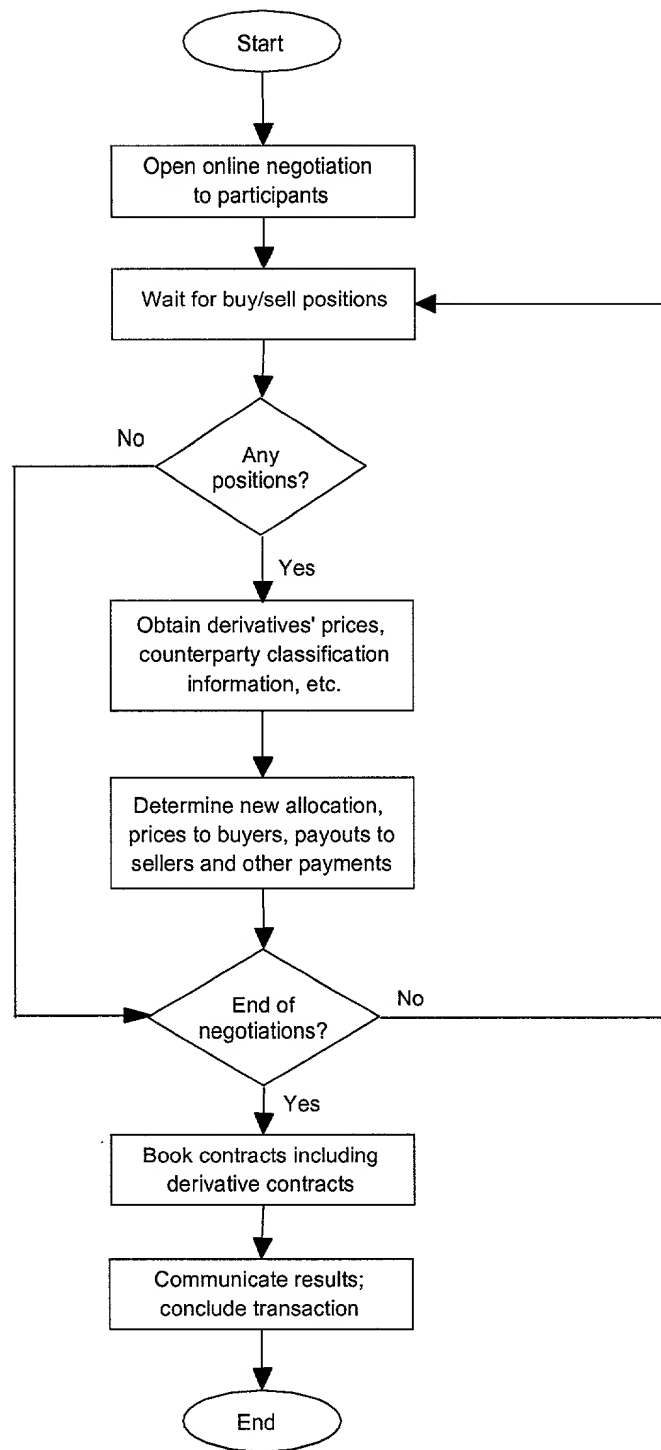 Start
Open online negotiation
to participants
Wait for buy/sell positions
No
Any
positions?
Yes
Obtain derivatives' prices,
counterparty classification
information, etc.
Determine new allocation,
prices to buyers, payouts to
sellers and other payments
End of
negotiations?
No
Yes
Book contracts including
derivative contracts
Communicate results;
conclude transaction
End